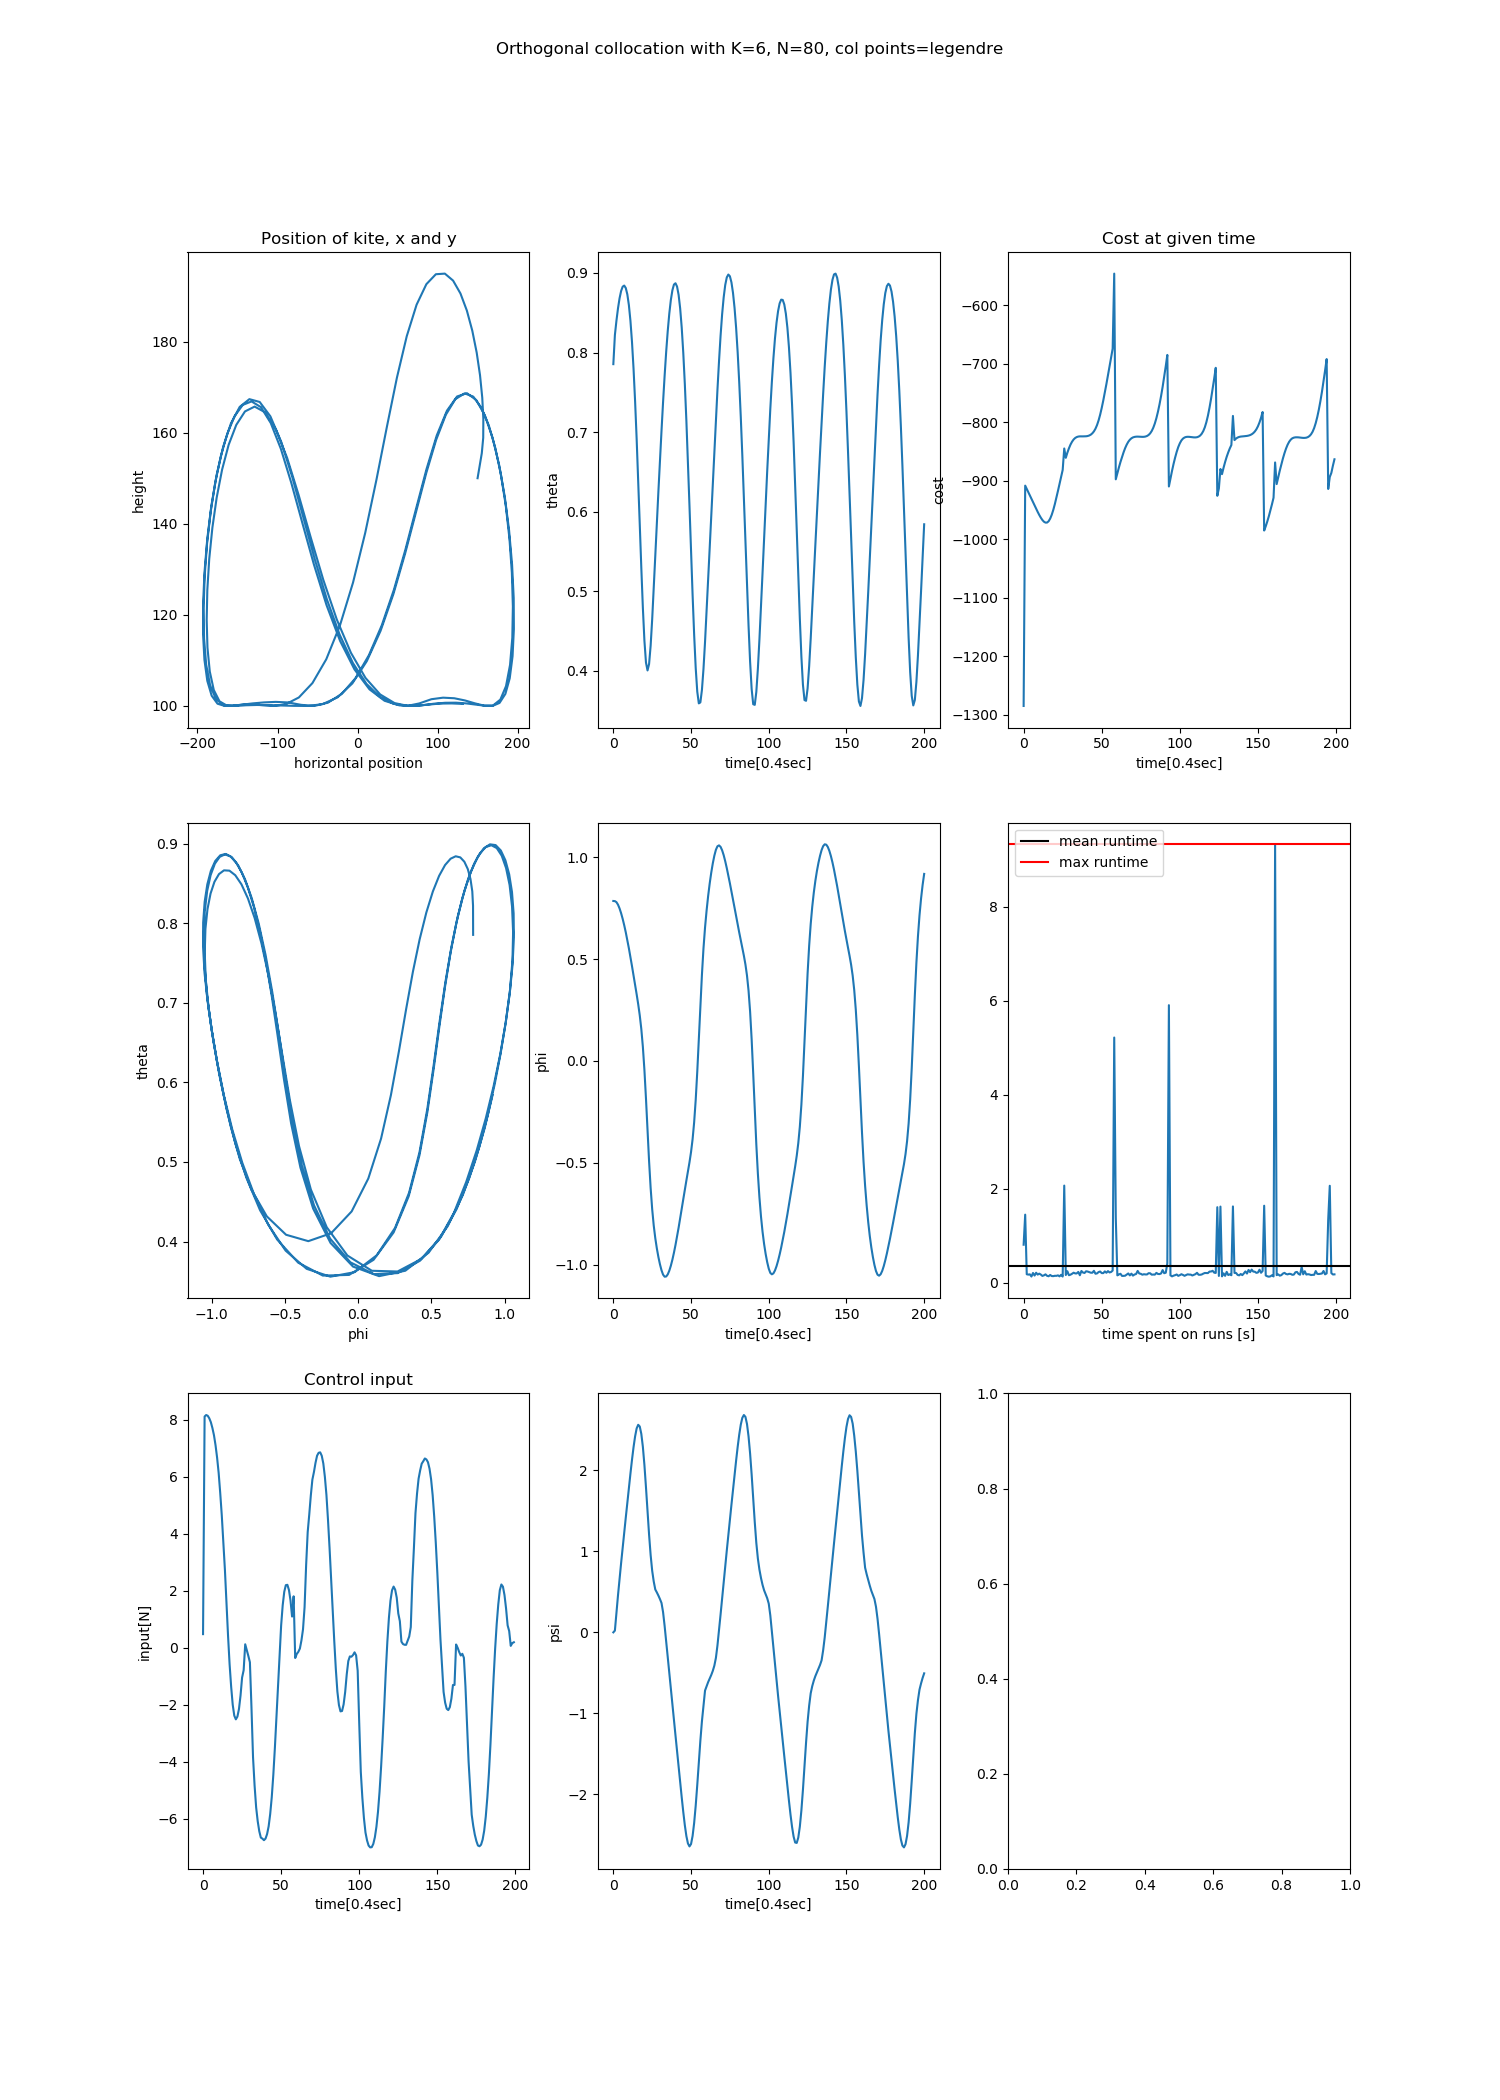 Orthogonal collocation with K=6, N=80, col points=legendre
Position of kite, x and y
height
180
160
140
120
100
−200 −100 0 100 200
horizontal position
theta
0.9
0.8
0.7
0.6
0.5
0.4
0 50 100 150 200
time[0.4sec]
Cost at given time
cost
−600
−700
−800
−900
−1000
−1100
−1200
−1300
0 50 100 150 200
time[0.4sec]
theta
0.9
0.8
0.7
0.6
0.5
0.4
−1.0 −0.5 0.0 0.5 1.0
phi
phi
1.0
0.5
0.0
−0.5
−1.0
0 50 100 150 200
time[0.4sec]
mean runtime
max runtime
8
6
4
2
0
0 50 100 150 200
time spent on runs [s]
Control input
input[N]
8
6
4
2
0
−2
−4
−6
0 50 100 150 200
time[0.4sec]
psi
2
1
0
−1
−2
0 50 100 150 200
time[0.4sec]
1.0
0.8
0.6
0.4
0.2
0.0
0.0 0.2 0.4 0.6 0.8 1.0